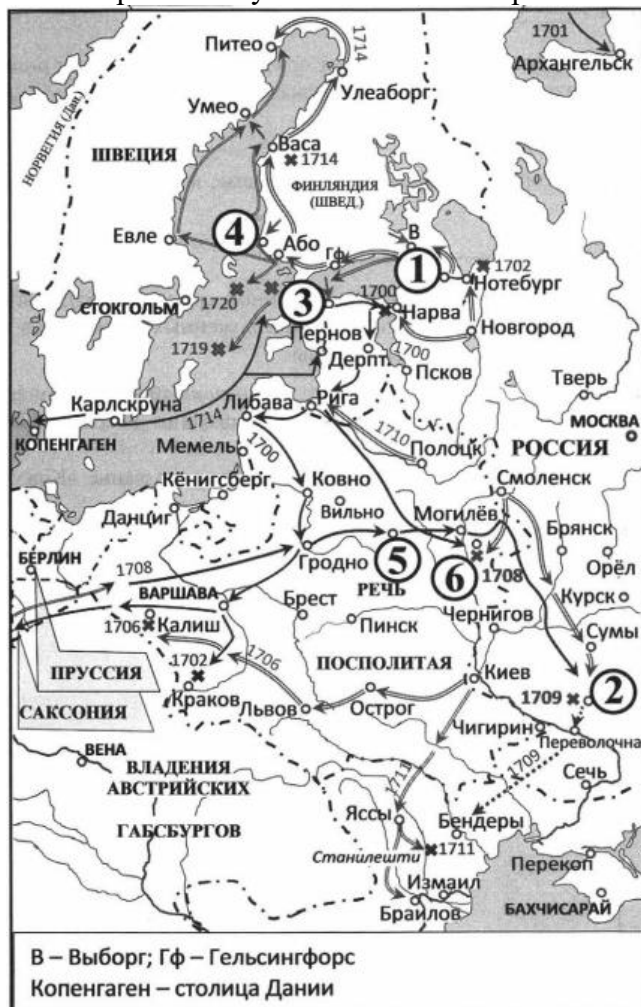 1701
Питео
1714
Архангельск
Улеаборг
НОРВЕГИЯ (Дан.)
Умео
Васа
ШВЕЦИЯ
1714
ФИНЛЯНДИЯ
(ШВЕД.)
4
В
Евле
Або
Гф
1
1702
Нотебург
СТОКГОЛЬМ
1720
3
1700
Нарва
Пернов
Новгород
1719
Дерпт
1700
Псков
Тверь
Карлскруна
1714
Либава
Рига
МОСКВА
КОПЕНГАГЕН
Мемель
1700
1710
Полоцк
РОССИЯ
Кёнигсберг
Ковно
Смоленск
Данциг
Вильно
Могилёв
Брянск
БЕРЛИН
1708
Гродно
5
6
1708
Орёл
ВАРШАВА
РЕЧЬ
Курск
1706
Калиш
Брест
Чернигов
Пинск
Сумы
ПРУССИЯ
1702
1706
ПОСПОЛИТАЯ
САКСОНИЯ
Краков
Киев
1709
2
Львов
Острог
Чигирин
Переволочна
ВЕНА
ВЛАДЕНИЯ
АВСТРИЙСКИХ
ГАБСБУРГОВ
1711
1709
Сечь
Яссы
Бендеры
Станилешти
1711
Перекоп
Измаил
Браилов
БАХЧИСАРАЙ
В – Выборг; Гф – Гельсингфорс
Копенгаген – столица Дании